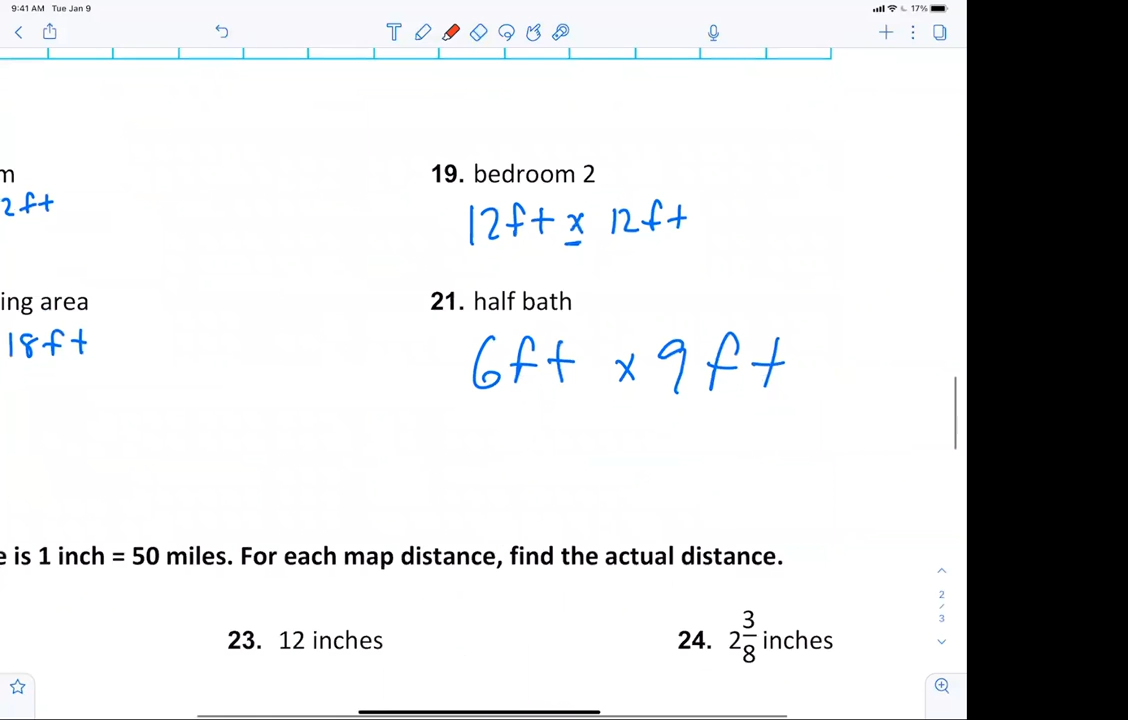 9:41 AM Tue Jan 9
17%
19. bedroom 2
12ft x 12ft
m
2ft
21. half bath
6ft x 9ft
ing area
18ft
e is 1 inch = 50 miles. For each map distance, find the actual distance.
2
/
3
23. 12 inches
24. 2 3/8 inches